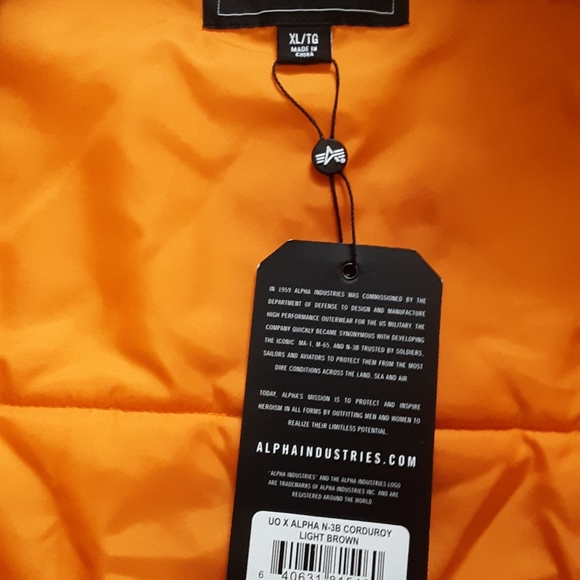 XL/TG
MADE IN
CHINA
IN 1959 ALPHA INDUSTRIES WAS COMMISSIONED BY THE
DEPARTMENT OF DEFENSE TO DESIGN AND MANUFACTURE
HIGH PERFORMANCE OUTERWEAR FOR THE US MILITARY. THE
COMPANY QUICKLY BECAME SYNONYMOUS WITH DEVELOPING
THE ICONIC MA-1, M-65, AND N-3B TRUSTED BY SOLDIERS,
SAILORS AND AVIATORS TO PROTECT THEM FROM THE MOST
DIRE CONDITIONS ACROSS THE LAND, SEA AND AIR.
TODAY, ALPHA'S MISSION IS TO PROTECT AND INSPIRE
HEROISM IN ALL FORMS BY OUTFITTING MEN AND WOMEN TO
REALIZE THEIR LIMITLESS POTENTIAL.
ALPHAINDUSTRIES.COM
"ALPHA INDUSTRIES" AND THE ALPHA INDUSTRIES LOGO
ARE TRADEMARKS OF ALPHA INDUSTRIES INC AND ARE
REGISTERED AROUND THE WORLD
UO X ALPHA N-3B CORDUROY
LIGHT BROWN
6 40631